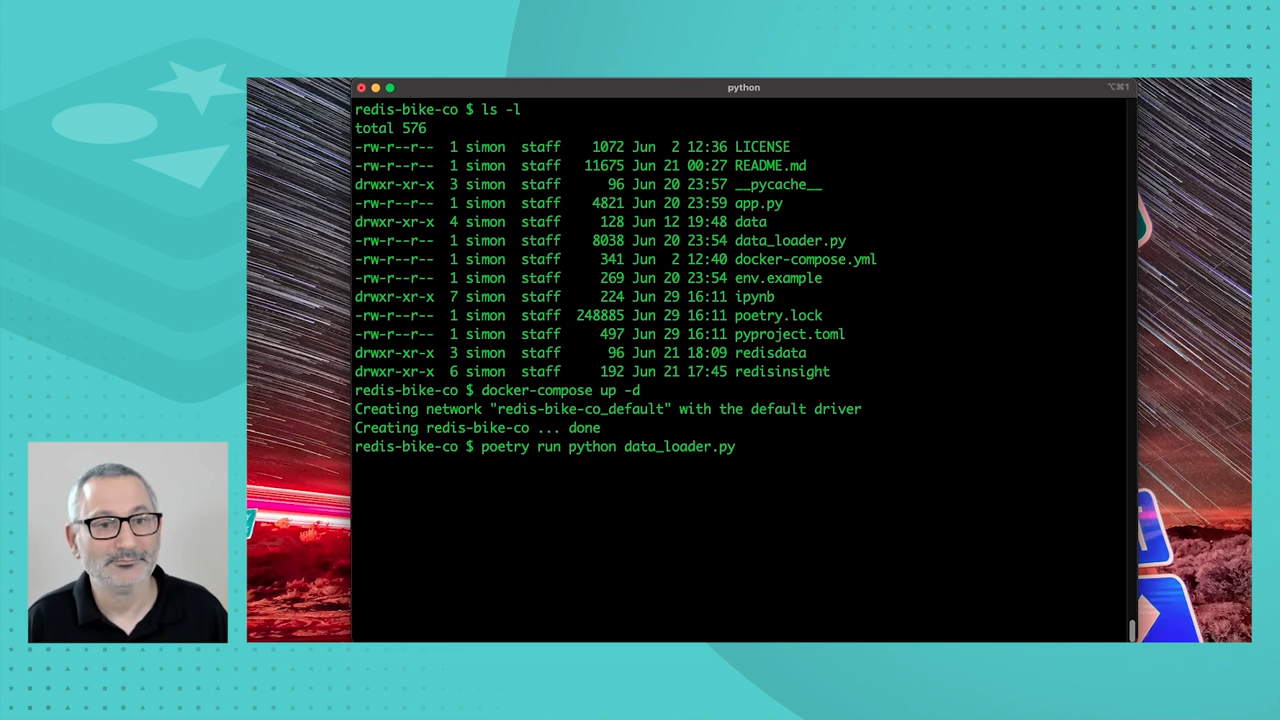 python
⌥⌘1
redis-bike-co $ ls -l
total 576
-rw-r--r--  1 simon  staff    1072 Jun  2 12:36 LICENSE
-rw-r--r--  1 simon  staff   11675 Jun 21 00:27 README.md
drwxr-xr-x  3 simon  staff      96 Jun 20 23:57 __pycache__
-rw-r--r--  1 simon  staff    4821 Jun 20 23:59 app.py
drwxr-xr-x  4 simon  staff     128 Jun 12 19:48 data
-rw-r--r--  1 simon  staff    8038 Jun 20 23:54 data_loader.py
-rw-r--r--  1 simon  staff     341 Jun  2 12:40 docker-compose.yml
-rw-r--r--  1 simon  staff     269 Jun 20 23:54 env.example
drwxr-xr-x  7 simon  staff     224 Jun 29 16:11 ipynb
-rw-r--r--  1 simon  staff  248885 Jun 29 16:11 poetry.lock
-rw-r--r--  1 simon  staff     497 Jun 29 16:11 pyproject.toml
drwxr-xr-x  3 simon  staff      96 Jun 21 18:09 redisdata
drwxr-xr-x  6 simon  staff     192 Jun 21 17:45 redisinsight
redis-bike-co $ docker-compose up -d
Creating network "redis-bike-co_default" with the default driver
Creating redis-bike-co ... done
redis-bike-co $ poetry run python data_loader.py